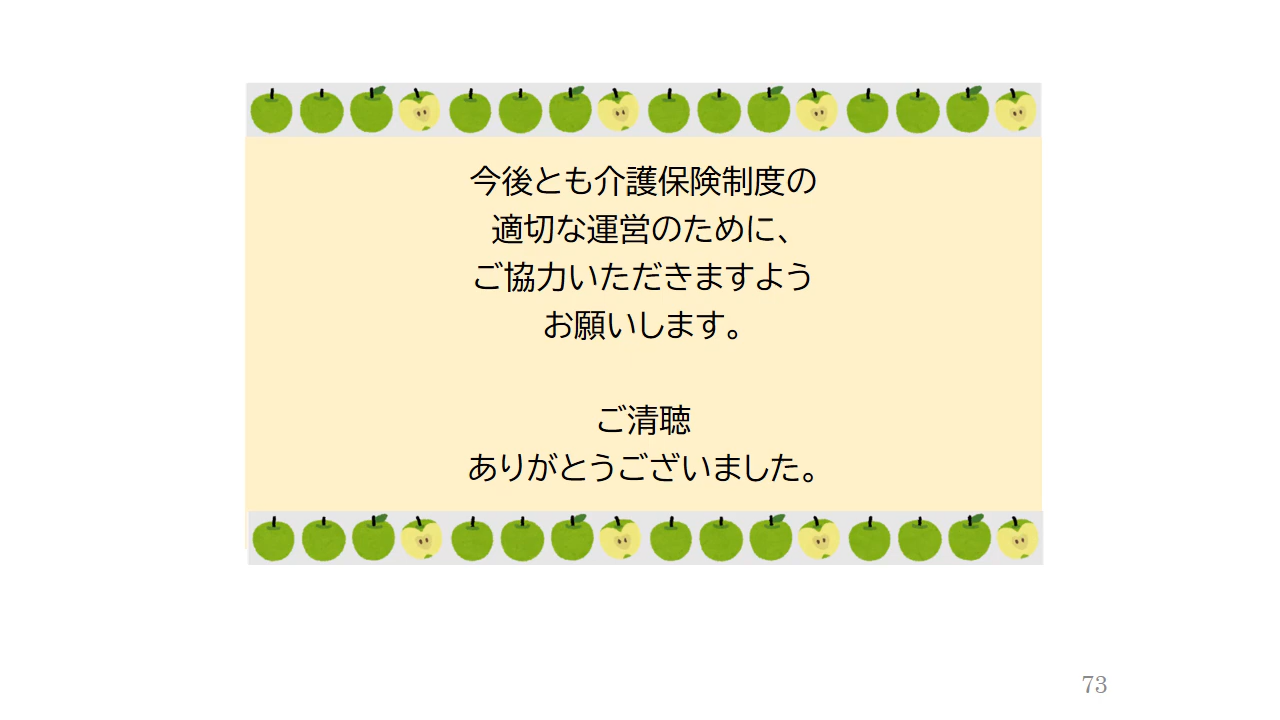 今後とも介護保険制度の
適切な運営のために、
ご協力いただきますよう
お願いします。
ご清聴
ありがとうございました。
73